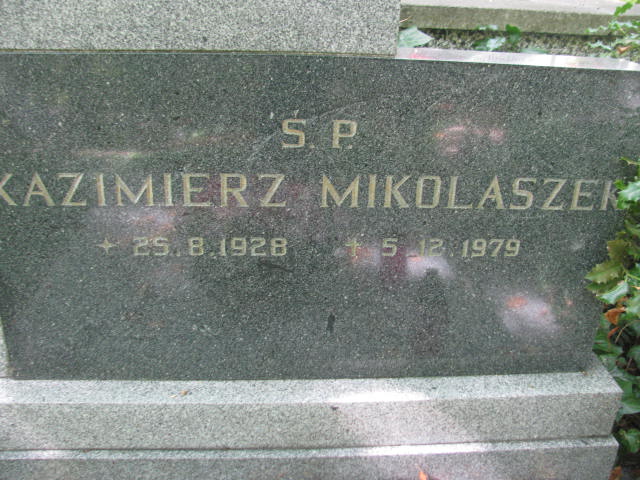 S. P.
KAZIMIERZ MIKOLASZEK
✦ 25. 8. 1928 ✝ 5. 12. 1979